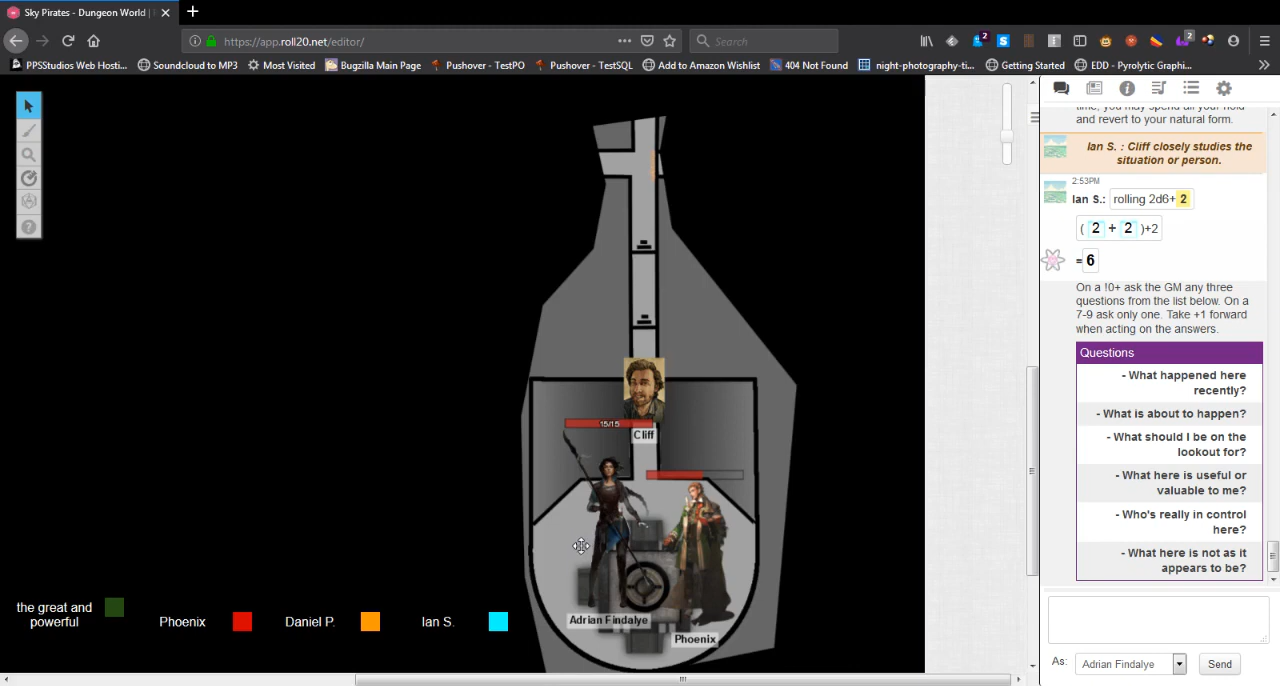 Sky Pirates - Dungeon World |
https://app.roll20.net/editor/
Search
2
2
PPSStudios Web Hosti...
Soundcloud to MP3
Most Visited
Bugzilla Main Page
Pushover - TestPO
Pushover - TestSQL
Add to Amazon Wishlist
404 Not Found
night-photography-ti...
Getting Started
EDD - Pyrolytic Graphi...
and revert to your natural form.
Ian S. : Cliff closely studies the
situation or person.
2:53PM
Ian S.: rolling 2d6+2
(2 + 2)+2
= 6
On a !0+ ask the GM any three
questions from the list below. On a
7-9 ask only one. Take +1 forward
when acting on the answers.
Questions
- What happened here
recently?
- What is about to happen?
- What should I be on the
lookout for?
- What here is useful or
valuable to me?
- Who's really in control
here?
- What here is not as it
appears to be?
As: Adrian Findalye
Send
15/15
Cliff
Adrian Findalye
Phoenix
the great and
powerful
Phoenix
Daniel P.
Ian S.